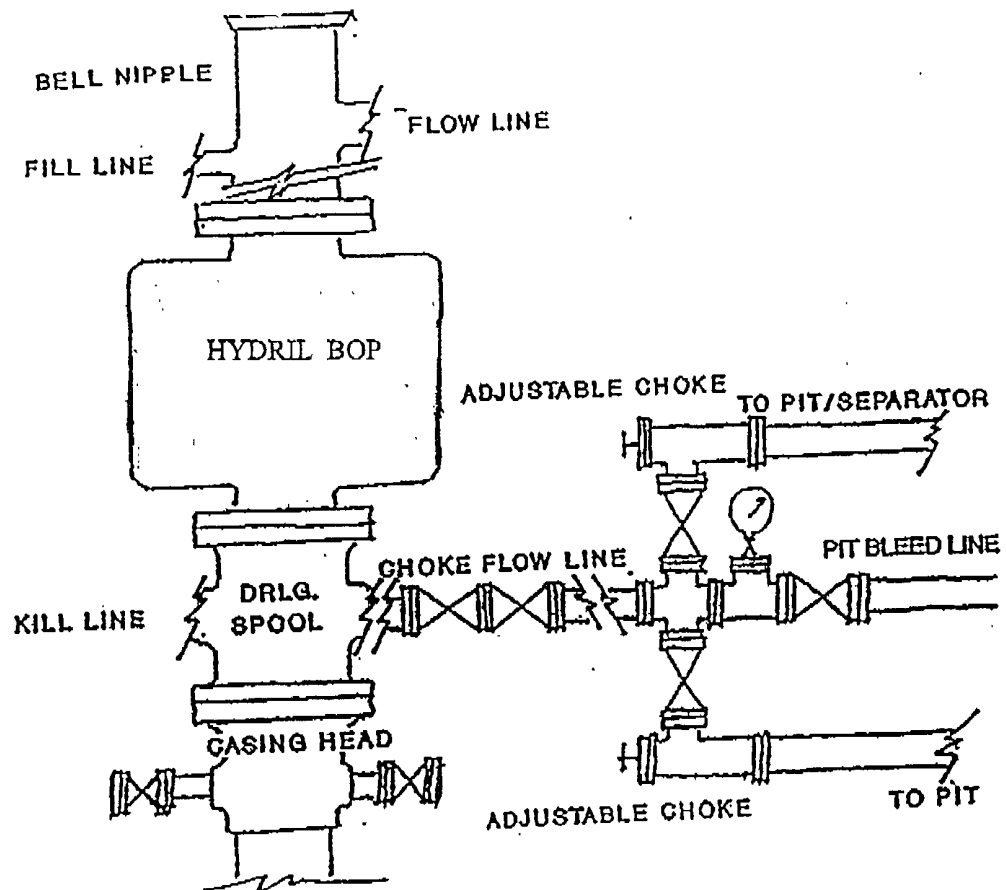 BELL NIPPLE
FLOW LINE
FILL LINE
HYDRIL BOP
ADJUSTABLE CHOKE
TO PIT/SEPARATOR
CHOKE FLOW LINE
PIT BLEED LINE
KILL LINE
DRLG.
SPOOL
CASING HEAD
ADJUSTABLE CHOKE
TO PIT